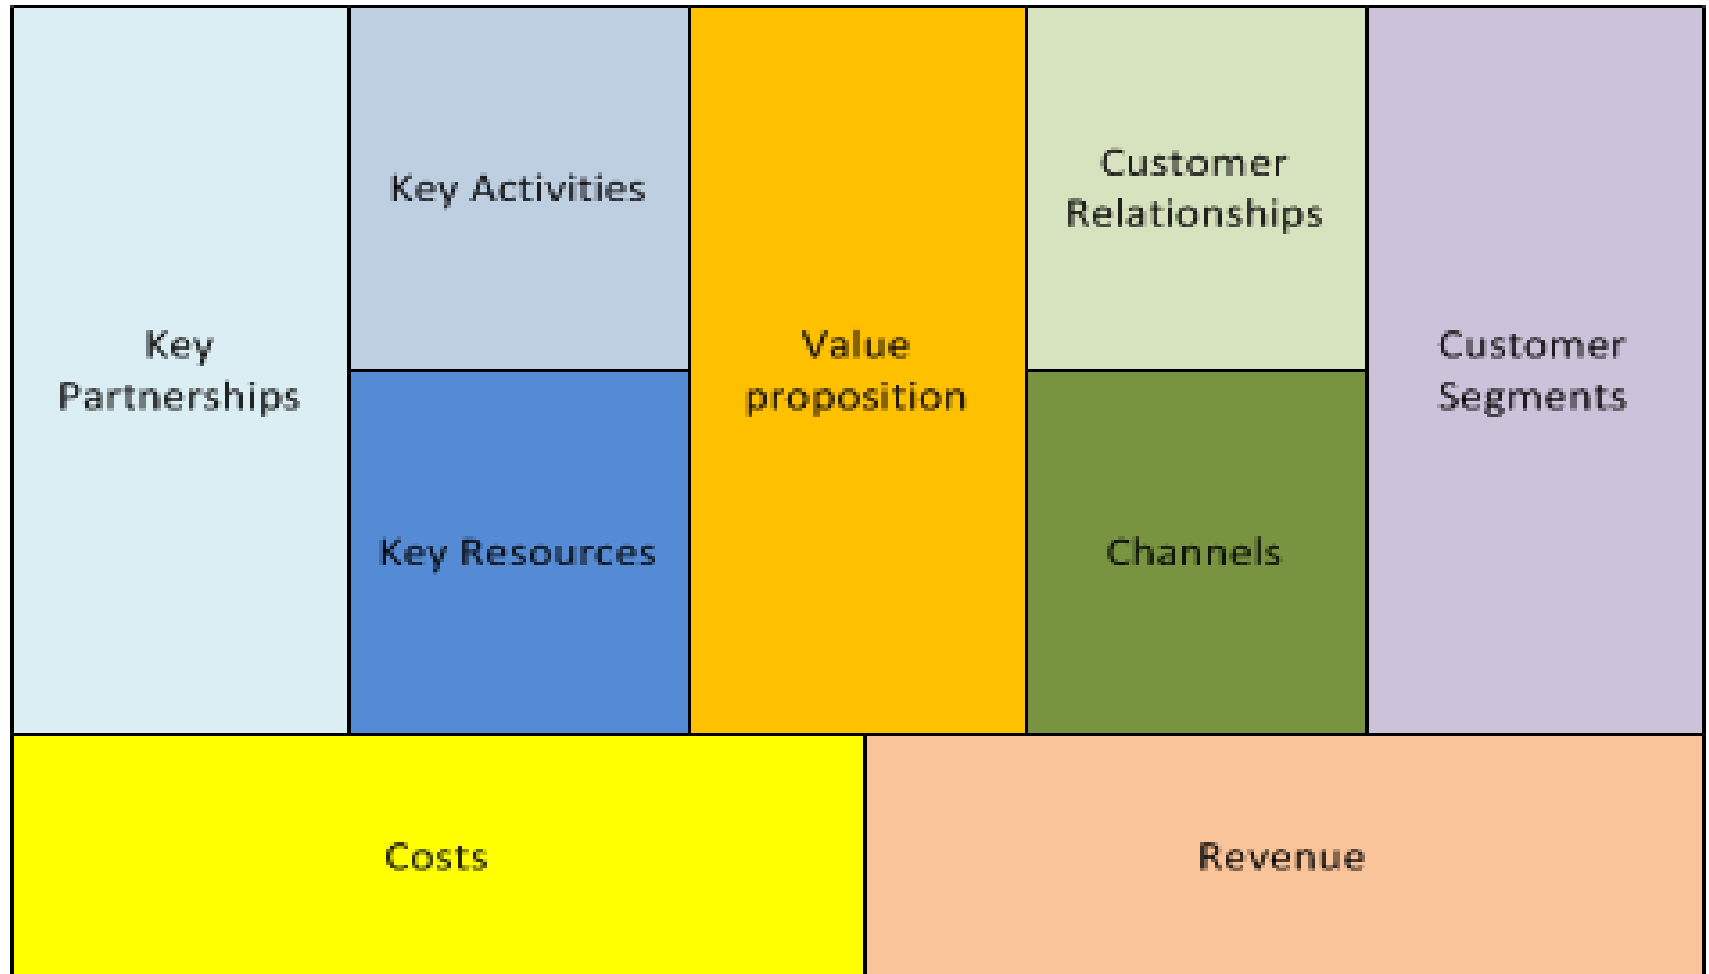 Key
Partnerships
Key Activities
Key Resources
Value
proposition
Customer
Relationships
Channels
Customer
Segments
Costs
Revenue